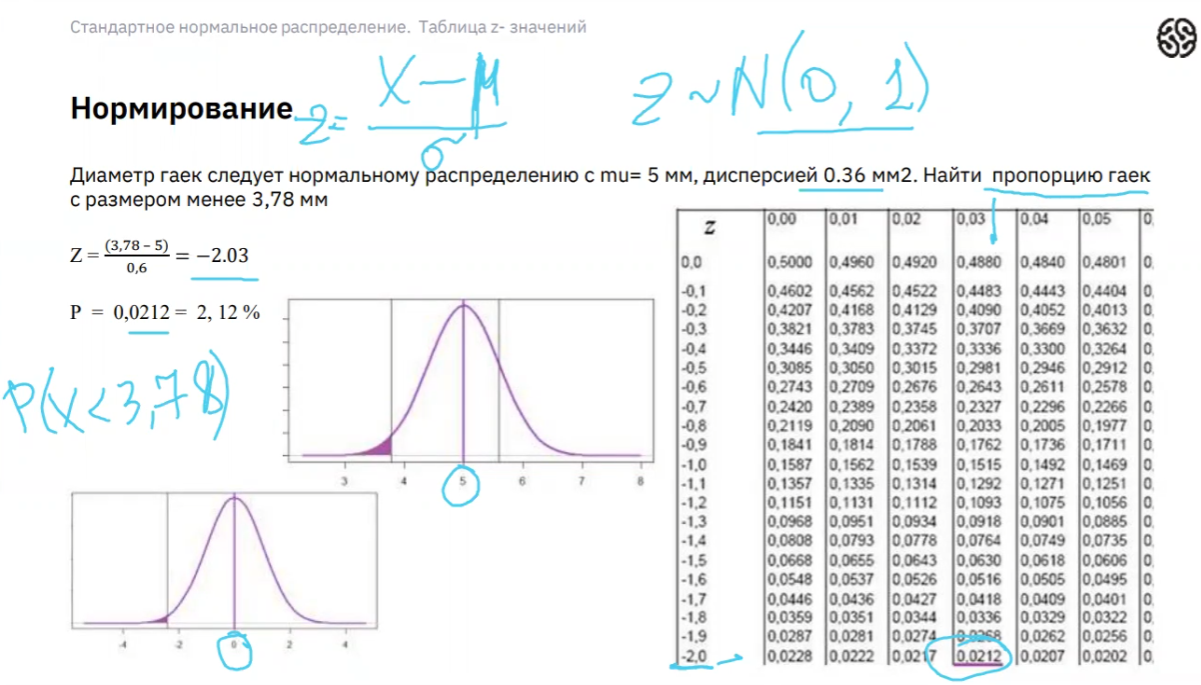 Стандартное нормальное распределение. Таблица z- значений
Нормирование
z = X – μ
σ
Z ~ N(0, 1)
Диаметр гаек следует нормальному распределению с mu= 5 мм, дисперсией 0.36 мм2. Найти пропорцию гаек
с размером менее 3,78 мм
Z = (3,78 – 5)
0,6
= −2.03
P = 0,0212 = 2, 12 %
P(X<3,78)
3 4 5 6 7 8
-4 -2 0 2 4
z 0,00 0,01 0,02 0,03 0,04 0,05 0,
0,0 0,5000 0,4960 0,4920 0,4880 0,4840 0,4801 0,
-0,1 0,4602 0,4562 0,4522 0,4483 0,4443 0,4404 0,
-0,2 0,4207 0,4168 0,4129 0,4090 0,4052 0,4013 0,
-0,3 0,3821 0,3783 0,3745 0,3707 0,3669 0,3632 0,
-0,4 0,3446 0,3409 0,3372 0,3336 0,3300 0,3264 0,
-0,5 0,3085 0,3050 0,3015 0,2981 0,2946 0,2912 0,
-0,6 0,2743 0,2709 0,2676 0,2643 0,2611 0,2578 0,
-0,7 0,2420 0,2389 0,2358 0,2327 0,2296 0,2266 0,
-0,8 0,2119 0,2090 0,2061 0,2033 0,2005 0,1977 0,
-0,9 0,1841 0,1814 0,1788 0,1762 0,1736 0,1711 0,
-1,0 0,1587 0,1562 0,1539 0,1515 0,1492 0,1469 0,
-1,1 0,1357 0,1335 0,1314 0,1292 0,1271 0,1251 0,
-1,2 0,1151 0,1131 0,1112 0,1093 0,1075 0,1056 0,
-1,3 0,0968 0,0951 0,0934 0,0918 0,0901 0,0885 0,
-1,4 0,0808 0,0793 0,0778 0,0764 0,0749 0,0735 0,
-1,5 0,0668 0,0655 0,0643 0,0630 0,0618 0,0606 0,
-1,6 0,0548 0,0537 0,0526 0,0516 0,0505 0,0495 0,
-1,7 0,0446 0,0436 0,0427 0,0418 0,0409 0,0401 0,
-1,8 0,0359 0,0351 0,0344 0,0336 0,0329 0,0322 0,
-1,9 0,0287 0,0281 0,0274 0,0268 0,0262 0,0256 0,
-2,0 0,0228 0,0222 0,0217 0,0212 0,0207 0,0202 0,